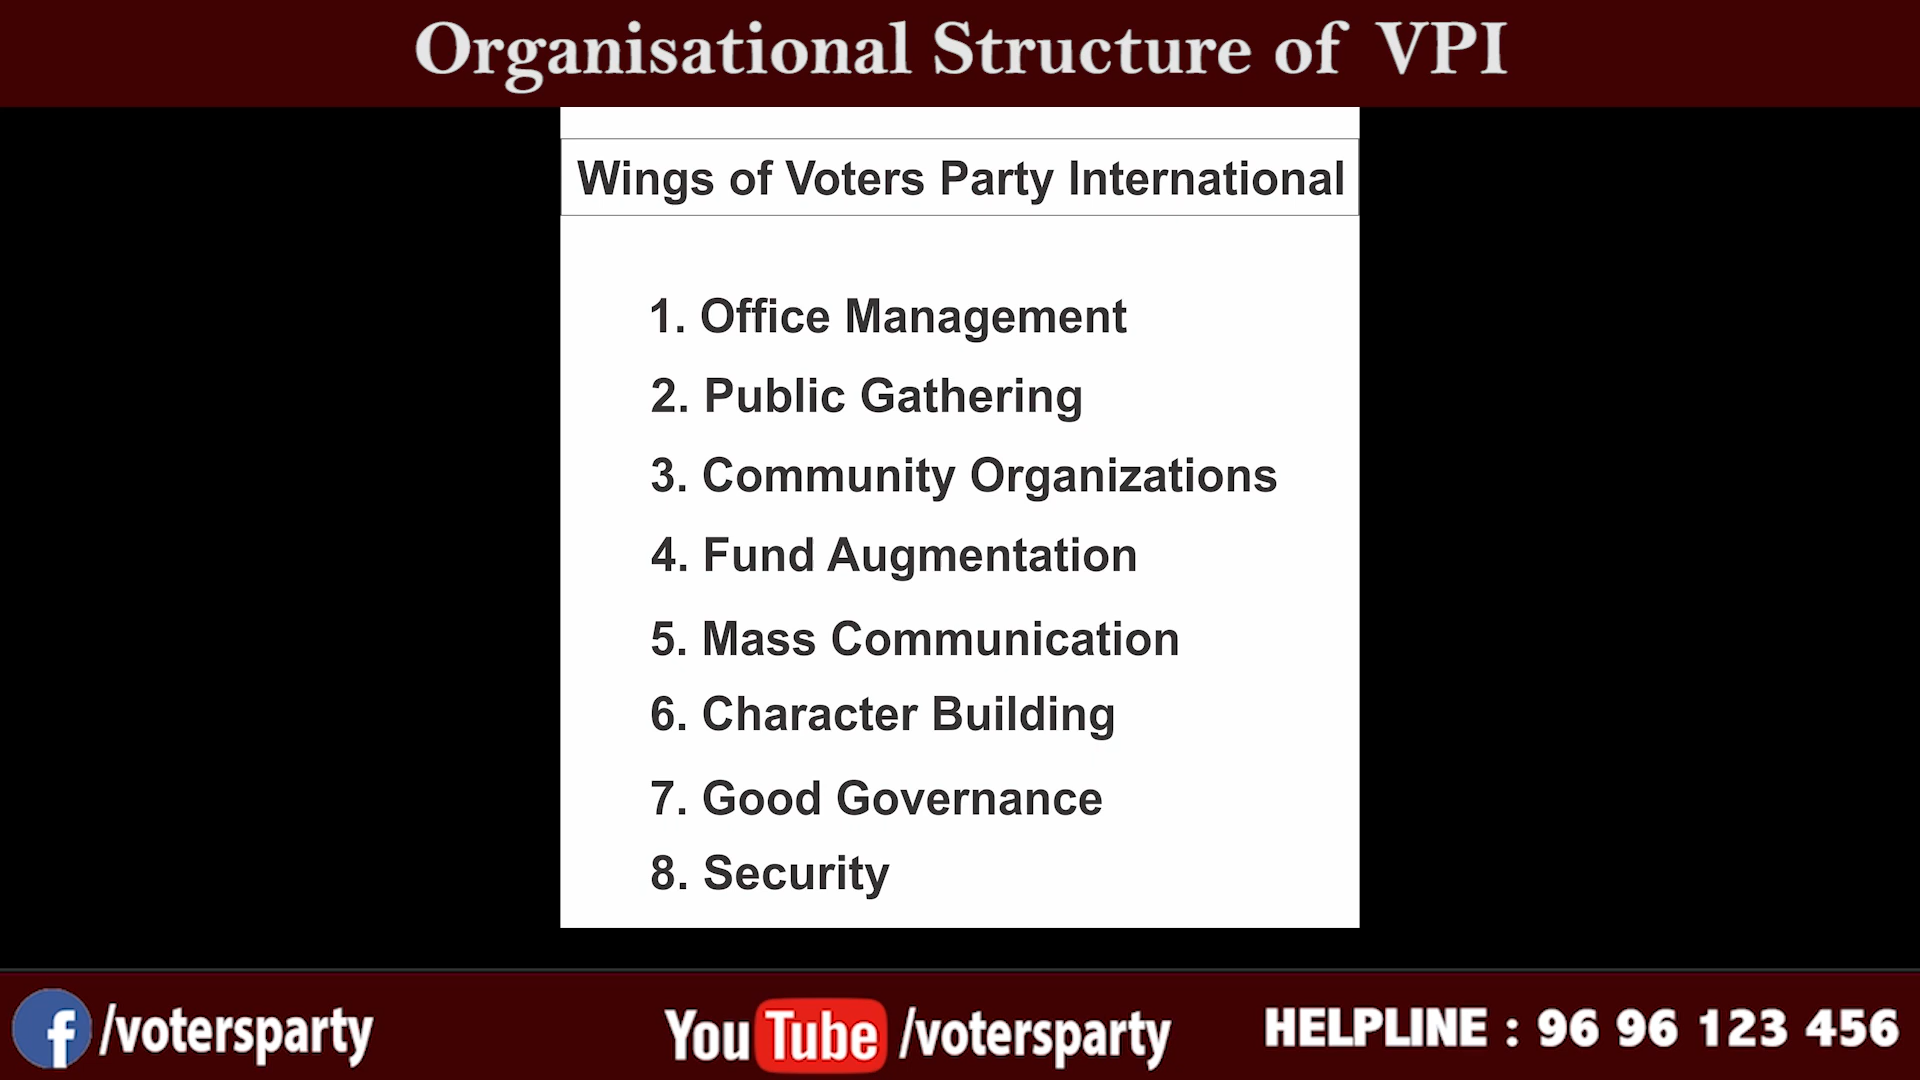 Organisational Structure of VPI
Wings of Voters Party International
1. Office Management
2. Public Gathering
3. Community Organizations
4. Fund Augmentation
5. Mass Communication
6. Character Building
7. Good Governance
8. Security
f /votersparty
YouTube /votersparty
HELPLINE : 96 96 123 456